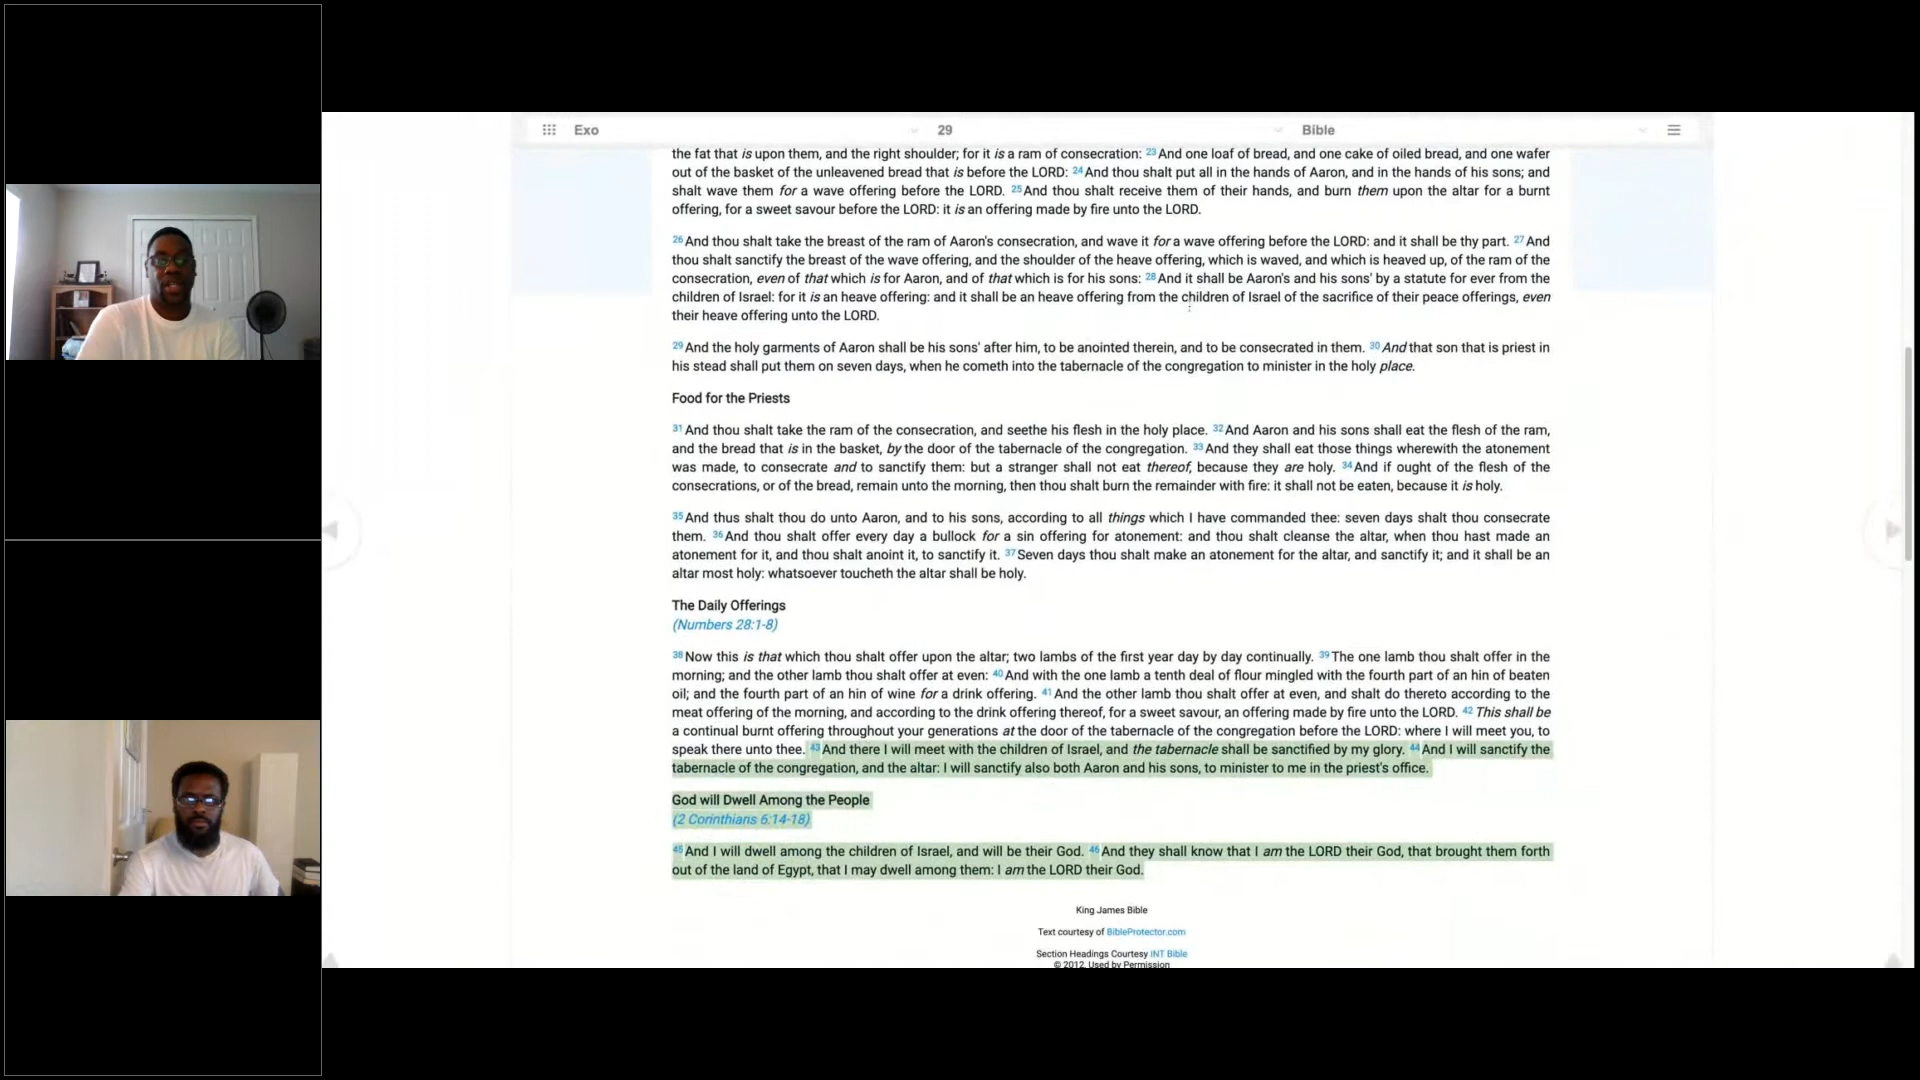 Exo 29 Bible
the fat that is upon them, and the right shoulder; for it is a ram of consecration: 23 And one loaf of bread, and one cake of oiled bread, and one wafer
out of the basket of the unleavened bread that is before the LORD: 24 And thou shalt put all in the hands of Aaron, and in the hands of his sons; and
shalt wave them for a wave offering before the LORD. 25 And thou shalt receive them of their hands, and burn them upon the altar for a burnt
offering, for a sweet savour before the LORD: it is an offering made by fire unto the LORD.
26 And thou shalt take the breast of the ram of Aaron's consecration, and wave it for a wave offering before the LORD: and it shall be thy part. 27 And
thou shalt sanctify the breast of the wave offering, and the shoulder of the heave offering, which is waved, and which is heaved up, of the ram of the
consecration, even of that which is for Aaron, and of that which is for his sons: 28 And it shall be Aaron's and his sons' by a statute for ever from the
children of Israel: for it is an heave offering: and it shall be an heave offering from the children of Israel of the sacrifice of their peace offerings, even
their heave offering unto the LORD.
29 And the holy garments of Aaron shall be his sons' after him, to be anointed therein, and to be consecrated in them. 30 And that son that is priest in
his stead shall put them on seven days, when he cometh into the tabernacle of the congregation to minister in the holy place.
Food for the Priests
31 And thou shalt take the ram of the consecration, and seethe his flesh in the holy place. 32 And Aaron and his sons shall eat the flesh of the ram,
and the bread that is in the basket, by the door of the tabernacle of the congregation. 33 And they shall eat those things wherewith the atonement
was made, to consecrate and to sanctify them: but a stranger shall not eat thereof, because they are holy. 34 And if ought of the flesh of the
consecrations, or of the bread, remain unto the morning, then thou shalt burn the remainder with fire: it shall not be eaten, because it is holy.
35 And thus shalt thou do unto Aaron, and to his sons, according to all things which I have commanded thee: seven days shalt thou consecrate
them. 36 And thou shalt offer every day a bullock for a sin offering for atonement: and thou shalt cleanse the altar, when thou hast made an
atonement for it, and thou shalt anoint it, to sanctify it. 37 Seven days thou shalt make an atonement for the altar, and sanctify it; and it shall be an
altar most holy: whatsoever toucheth the altar shall be holy.
The Daily Offerings
(Numbers 28:1-8)
38 Now this is that which thou shalt offer upon the altar; two lambs of the first year day by day continually. 39 The one lamb thou shalt offer in the
morning; and the other lamb thou shalt offer at even: 40 And with the one lamb a tenth deal of flour mingled with the fourth part of an hin of beaten
oil; and the fourth part of an hin of wine for a drink offering. 41 And the other lamb thou shalt offer at even, and shalt do thereto according to the
meat offering of the morning, and according to the drink offering thereof, for a sweet savour, an offering made by fire unto the LORD. 42 This shall be
a continual burnt offering throughout your generations at the door of the tabernacle of the congregation before the LORD: where I will meet you, to
speak there unto thee. 43 And there I will meet with the children of Israel, and the tabernacle shall be sanctified by my glory. 44 And I will sanctify the
tabernacle of the congregation, and the altar: I will sanctify also both Aaron and his sons, to minister to me in the priest's office.
God will Dwell Among the People
(2 Corinthians 6:14-18)
45 And I will dwell among the children of Israel, and will be their God. 46 And they shall know that I am the LORD their God, that brought them forth
out of the land of Egypt, that I may dwell among them: I am the LORD their God.
King James Bible
Text courtesy of BibleProtector.com
Section Headings Courtesy INT Bible
© 2012, Used by Permission